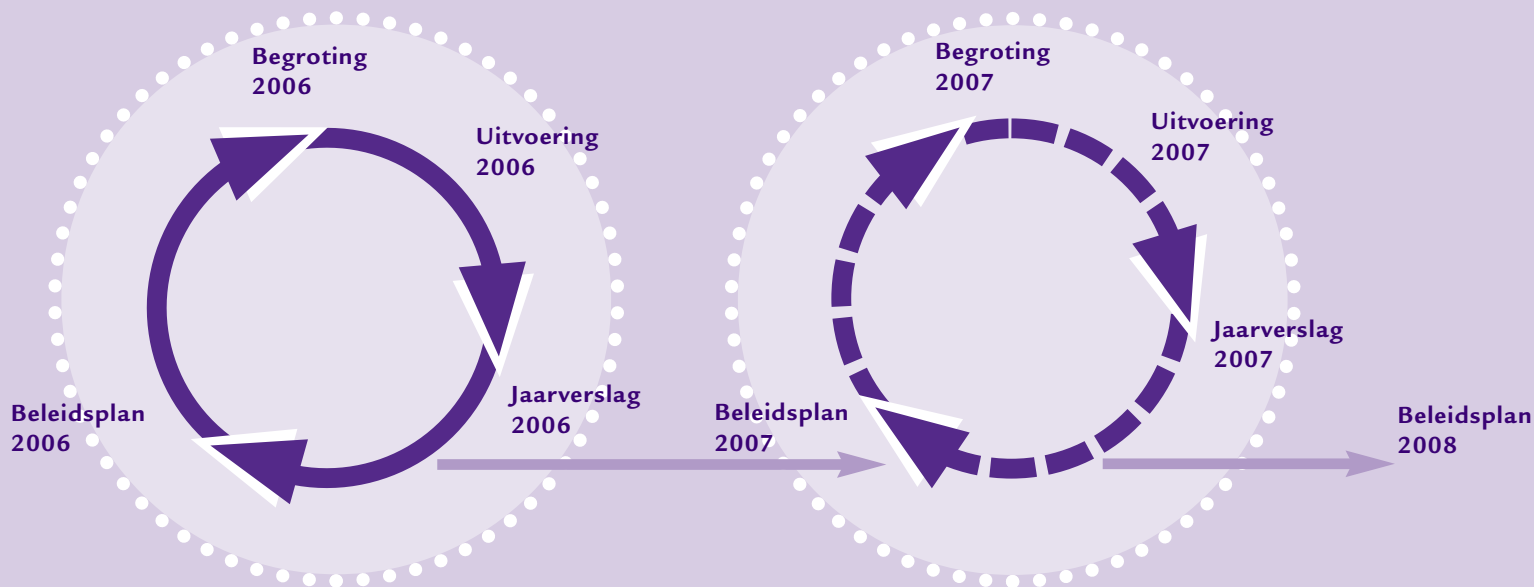 Begroting
2006
Uitvoering
2006
Jaarverslag
2006
Beleidsplan
2006
Begroting
2007
Uitvoering
2007
Jaarverslag
2007
Beleidsplan
2007
Beleidsplan
2008